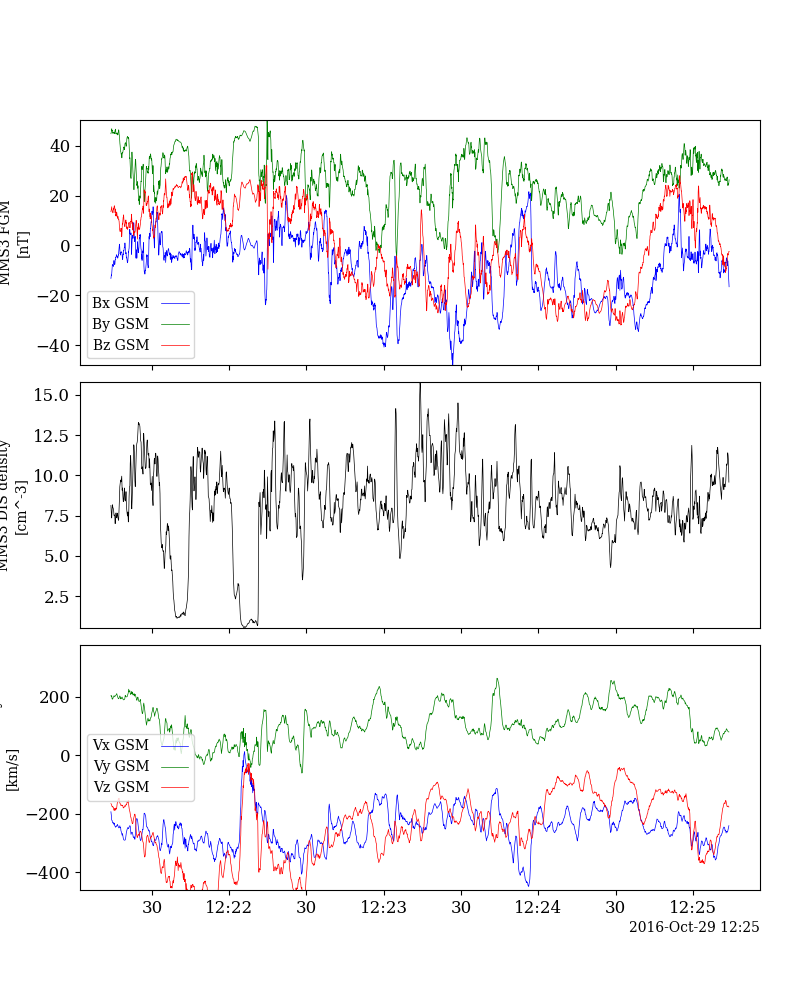 40
20
0
−20
−40
MMS3 FGM
[nT]
Bx GSM
By GSM
Bz GSM
15.0
12.5
10.0
7.5
5.0
2.5
MMS3 DIS density
[cm^-3]
200
0
−200
−400
[km/s]
Vx GSM
Vy GSM
Vz GSM
30 12:22 30 12:23 30 12:24 30 12:25
2016-Oct-29 12:25